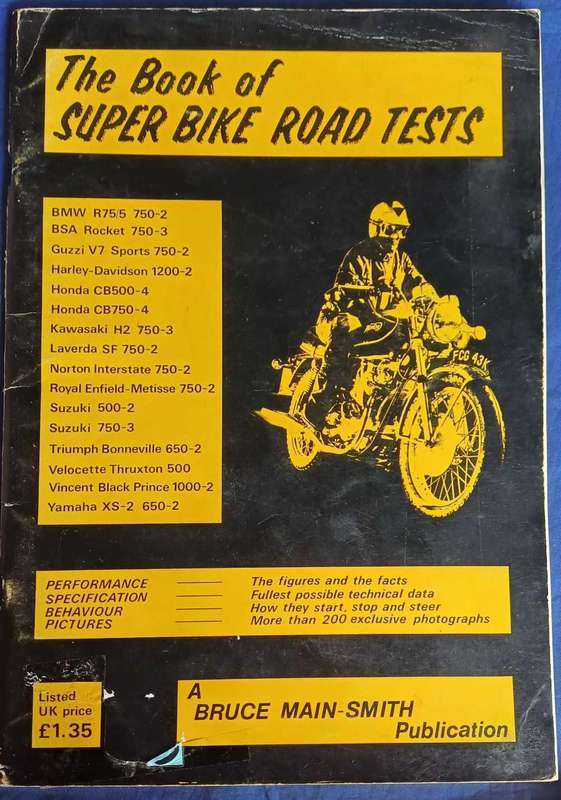 The Book of
SUPER BIKE ROAD TESTS
BMW R75/5 750-2
BSA Rocket 750-3
Guzzi V7 Sports 750-2
Harley-Davidson 1200-2
Honda CB500-4
Honda CB750-4
Kawasaki H2 750-3
Laverda SF 750-2
Norton Interstate 750-2
Royal Enfield-Metisse 750-2
Suzuki 500-2
Suzuki 750-3
Triumph Bonneville 650-2
Velocette Thruxton 500
Vincent Black Prince 1000-2
Yamaha XS-2 650-2
FCG 43K
PERFORMANCE The figures and the facts
SPECIFICATION Fullest possible technical data
BEHAVIOUR How they start, stop and steer
PICTURES More than 200 exclusive photographs
Listed
UK price
£1.35
A
BRUCE MAIN-SMITH
Publication